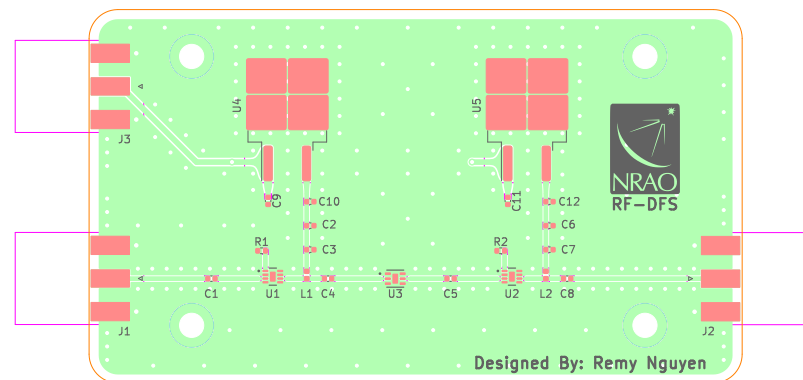 U4
U5
J3
C9
C10
C11
C12
NRAO
RF-DFS
C2
C6
R1
C3
R2
C7
C1
U1
L1
C4
U3
C5
U2
L2
C8
J1
J2
Designed By: Remy Nguyen